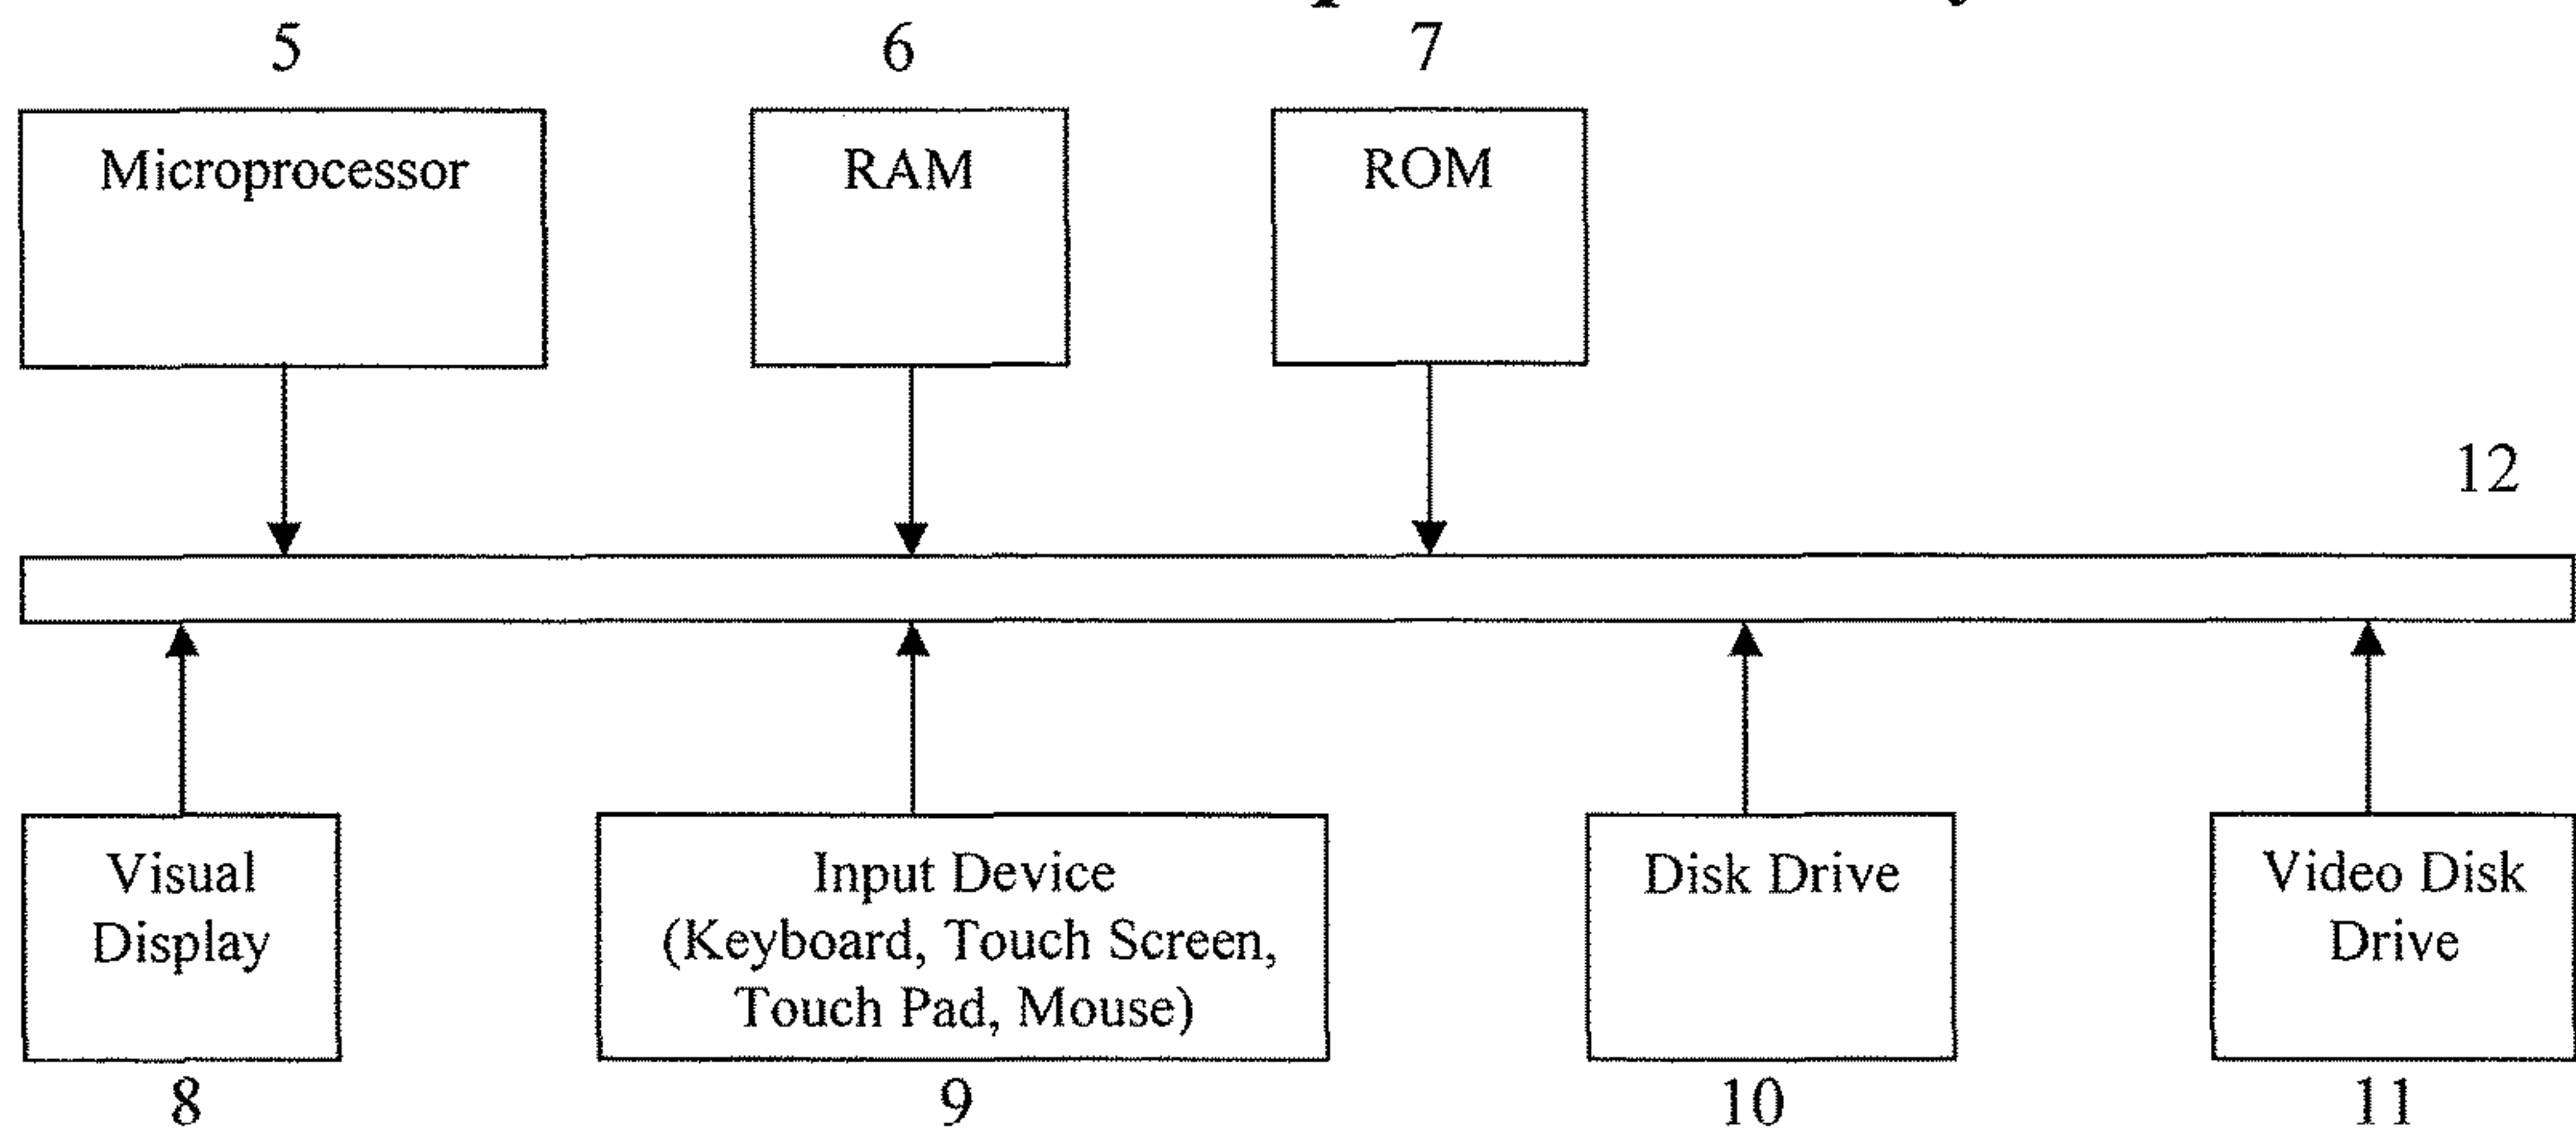 5
6
7
Microprocessor
RAM
ROM
12
Visual
Display
Input Device
(Keyboard, Touch Screen,
Touch Pad, Mouse)
Disk Drive
Video Disk
Drive
8
9
10
11